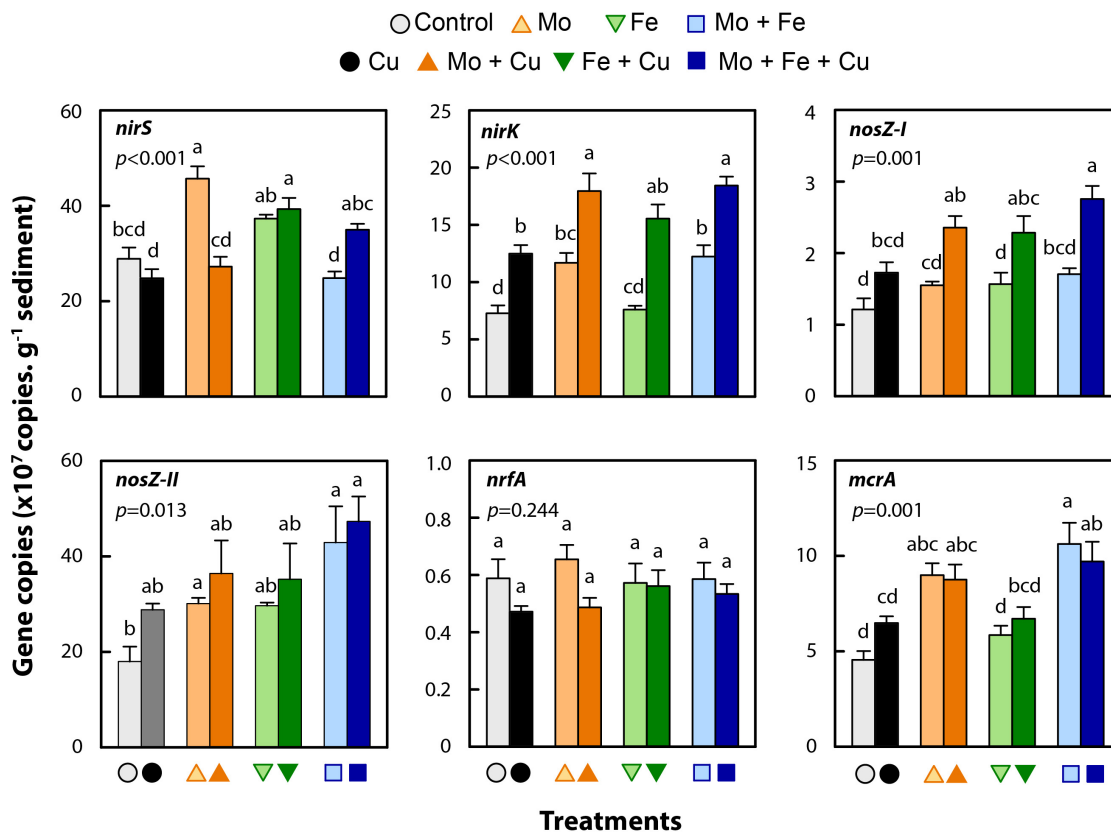 Control Mo Fe Mo + Fe
Cu Mo + Cu Fe + Cu Mo + Fe + Cu
Gene copies (x10⁷ copies. g⁻¹ sediment)
60
40
20
0
nirS
p<0.001
bcd d a cd ab a d abc
25
20
15
10
5
0
nirK
p<0.001
d b bc a cd ab b a
4
3
2
1
0
nosZ-I
p=0.001
d bcd cd ab d abc bcd a
60
40
20
0
nosZ-II
p=0.013
b ab a ab ab ab a a
1.0
0.8
0.6
0.4
0.2
0
nrfA
p=0.244
a a a a a a a a
15
10
5
0
mcrA
p=0.001
d cd abc abc d bcd a ab
Treatments